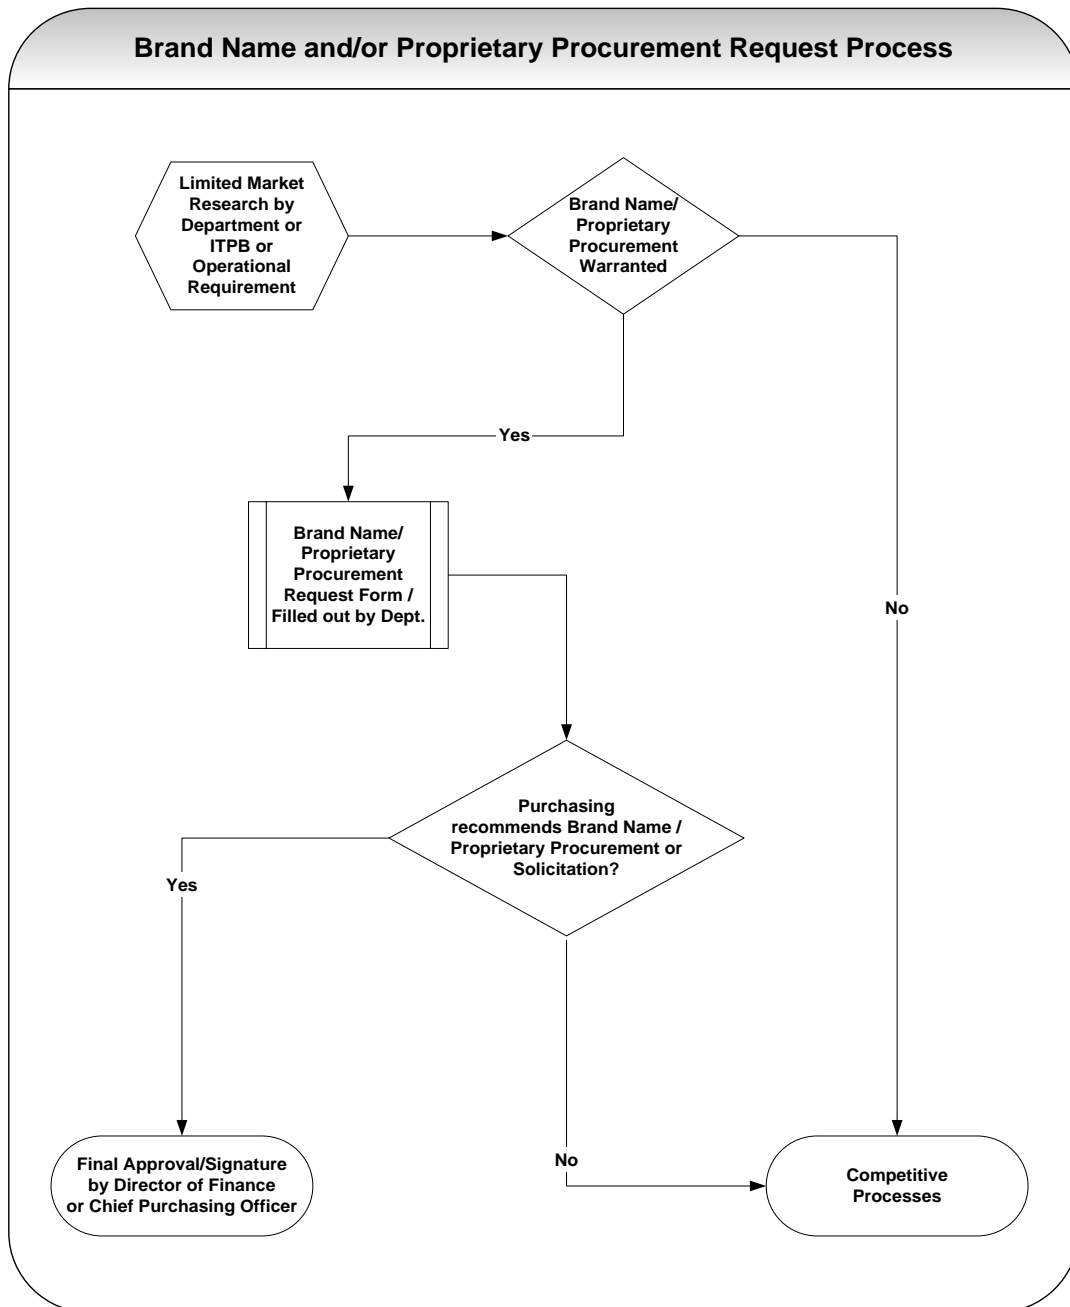 Brand Name and/or Proprietary Procurement Request Process
Limited Market
Research by
Department or
ITPB or
Operational
Requirement
Brand Name/
Proprietary
Procurement
Warranted
Yes
Brand Name/
Proprietary
Procurement
Request Form /
Filled out by Dept.
No
Purchasing
recommends Brand Name /
Proprietary Procurement or
Solicitation?
Yes
No
Final Approval/Signature
by Director of Finance
or Chief Purchasing Officer
Competitive
Processes